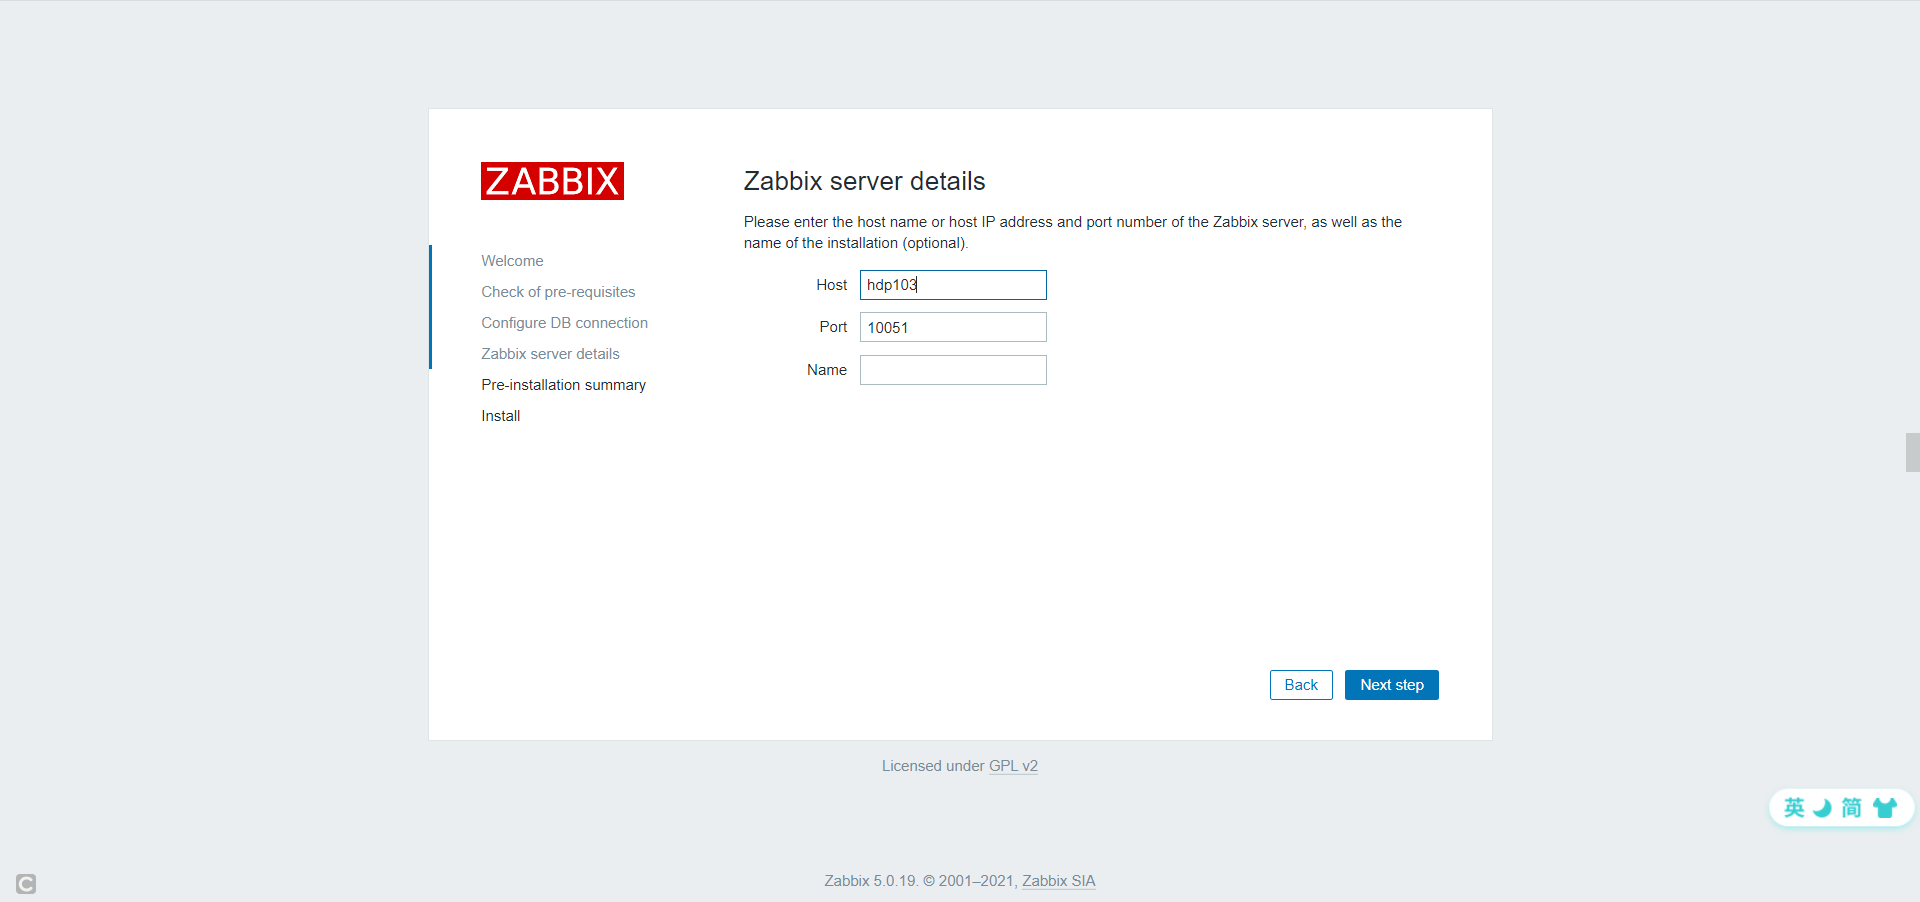 ZABBIX
Welcome
Check of pre-requisites
Configure DB connection
Zabbix server details
Pre-installation summary
Install
Zabbix server details
Please enter the host name or host IP address and port number of the Zabbix server, as well as the
name of the installation (optional).
Host hdp103
Port 10051
Name
Back Next step
Licensed under GPL v2
英 简
Zabbix 5.0.19. © 2001–2021, Zabbix SIA
C